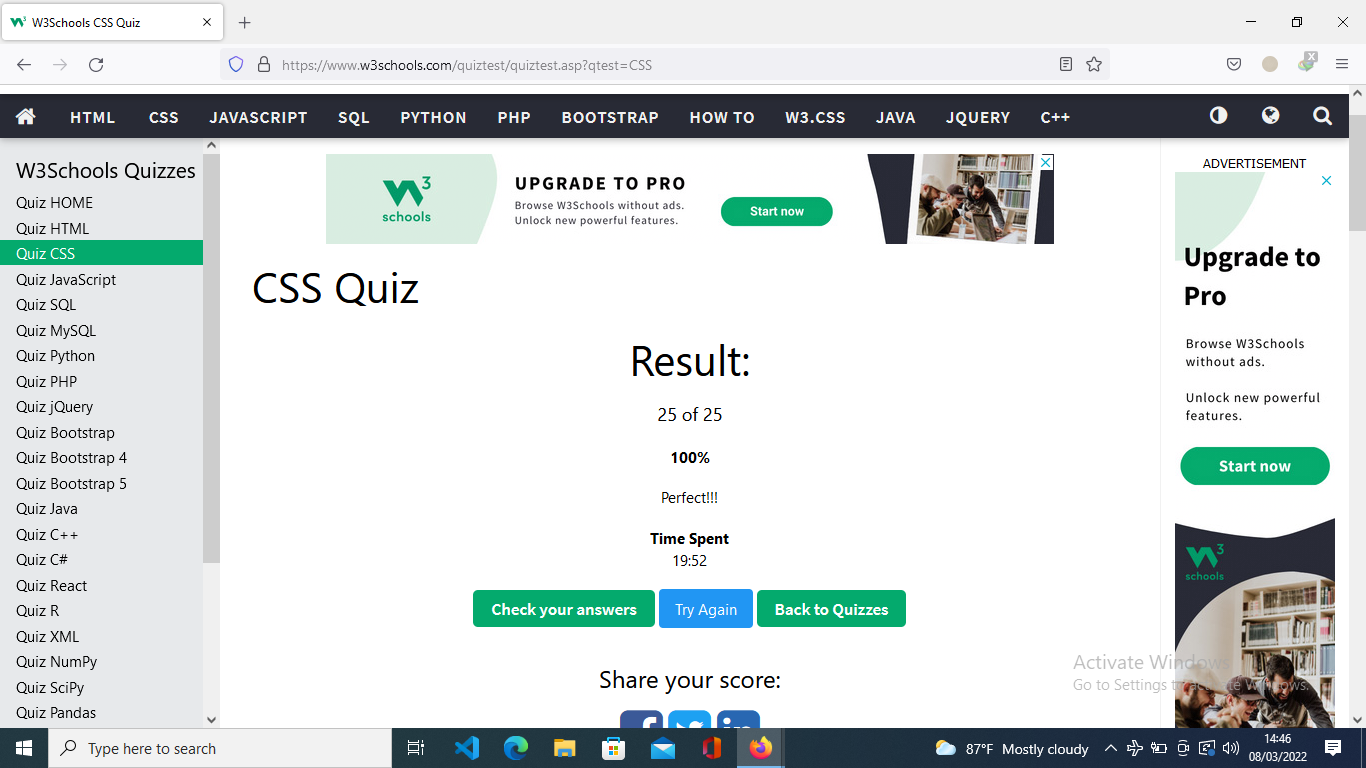 W3Schools CSS Quiz
https://www.w3schools.com/quiztest/quiztest.asp?qtest=CSS
HTML CSS JAVASCRIPT SQL PYTHON PHP BOOTSTRAP HOW TO W3.CSS JAVA JQUERY C++
W3Schools Quizzes
Quiz HOME
Quiz HTML
Quiz CSS
Quiz JavaScript
Quiz SQL
Quiz MySQL
Quiz Python
Quiz PHP
Quiz jQuery
Quiz Bootstrap
Quiz Bootstrap 4
Quiz Bootstrap 5
Quiz Java
Quiz C++
Quiz C#
Quiz React
Quiz R
Quiz XML
Quiz NumPy
Quiz SciPy
Quiz Pandas
W3
schools
UPGRADE TO PRO
Browse W3Schools without ads.
Unlock new powerful features.
Start now
CSS Quiz
Result:
25 of 25
100%
Perfect!!!
Time Spent
19:52
Check your answers Try Again Back to Quizzes
Share your score:
ADVERTISEMENT
Upgrade to
Pro
Browse W3Schools
without ads.
Unlock new powerful
features.
Start now
W3
schools
Activate Windows
Go to Settings to activate Windows.
Type here to search
87°F Mostly cloudy
14:46
08/03/2022